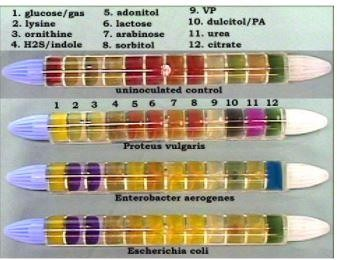 1. glucose/gas 5. adonitol 9. VP
2. lysine 6. lactose 10. dulcitol/PA
3. ornithine 7. arabinose 11. urea
4. H2S/indole 8. sorbitol 12. citrate
uninoculated control
1 2 3 4 5 6 7 8 9 10 11 12
Proteus vulgaris
Enterobacter aerogenes
Escherichia coli